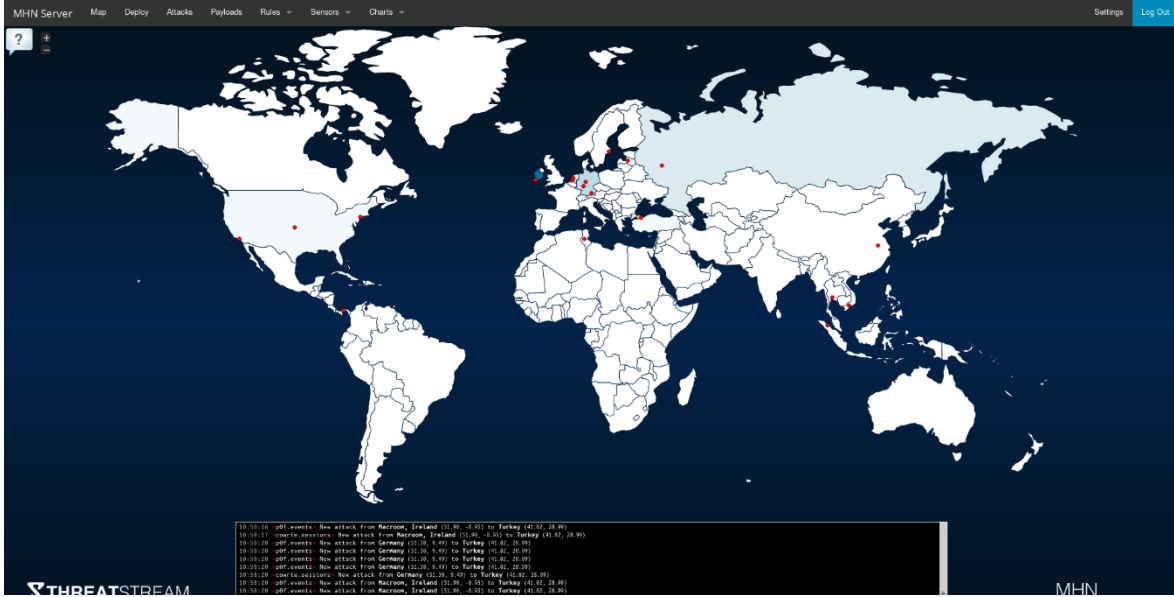 MHN Server Map Deploy Attacks Payloads Rules Sensors Charts Settings Log Out
?
+
−
10:58:16 <p0f.events> New attack from Macroom, Ireland (51.90, -8.95) to Turkey (41.02, 28.99)
10:58:17 <cowrie.sessions> New attack from Macroom, Ireland (51.90, -8.95) to Turkey (41.02, 28.99)
10:58:20 <p0f.events> New attack from Germany (51.30, 9.49) to Turkey (41.02, 28.99)
10:58:20 <p0f.events> New attack from Germany (51.30, 9.49) to Turkey (41.02, 28.99)
10:58:20 <p0f.events> New attack from Germany (51.30, 9.49) to Turkey (41.02, 28.99)
10:58:20 <p0f.events> New attack from Germany (51.30, 9.49) to Turkey (41.02, 28.99)
10:58:20 <cowrie.sessions> New attack from Germany (51.30, 9.49) to Turkey (41.02, 28.99)
10:58:20 <p0f.events> New attack from Macroom, Ireland (51.90, -8.95) to Turkey (41.02, 28.99)
10:58:20 <p0f.events> New attack from Macroom, Ireland (51.90, -8.95) to Turkey (41.02, 28.99)
THREATSTREAM MHN